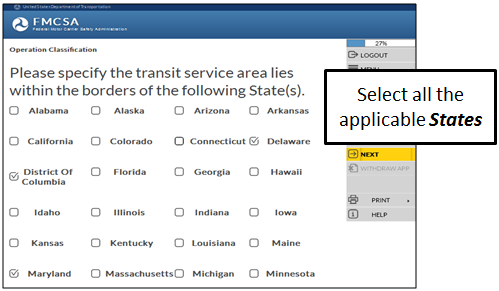 United States Department of Transportation
FMCSA
Federal Motor Carrier Safety Administration
Operation Classification
27%
LOGOUT
Please specify the transit service area lies
within the borders of the following State(s).
Select all the
applicable States
Alabama Alaska Arizona Arkansas
California Colorado Connecticut Delaware
NEXT
WITHDRAW APP
District Of
Columbia Florida Georgia Hawaii
PRINT
HELP
Idaho Illinois Indiana Iowa
Kansas Kentucky Louisiana Maine
Maryland Massachusetts Michigan Minnesota